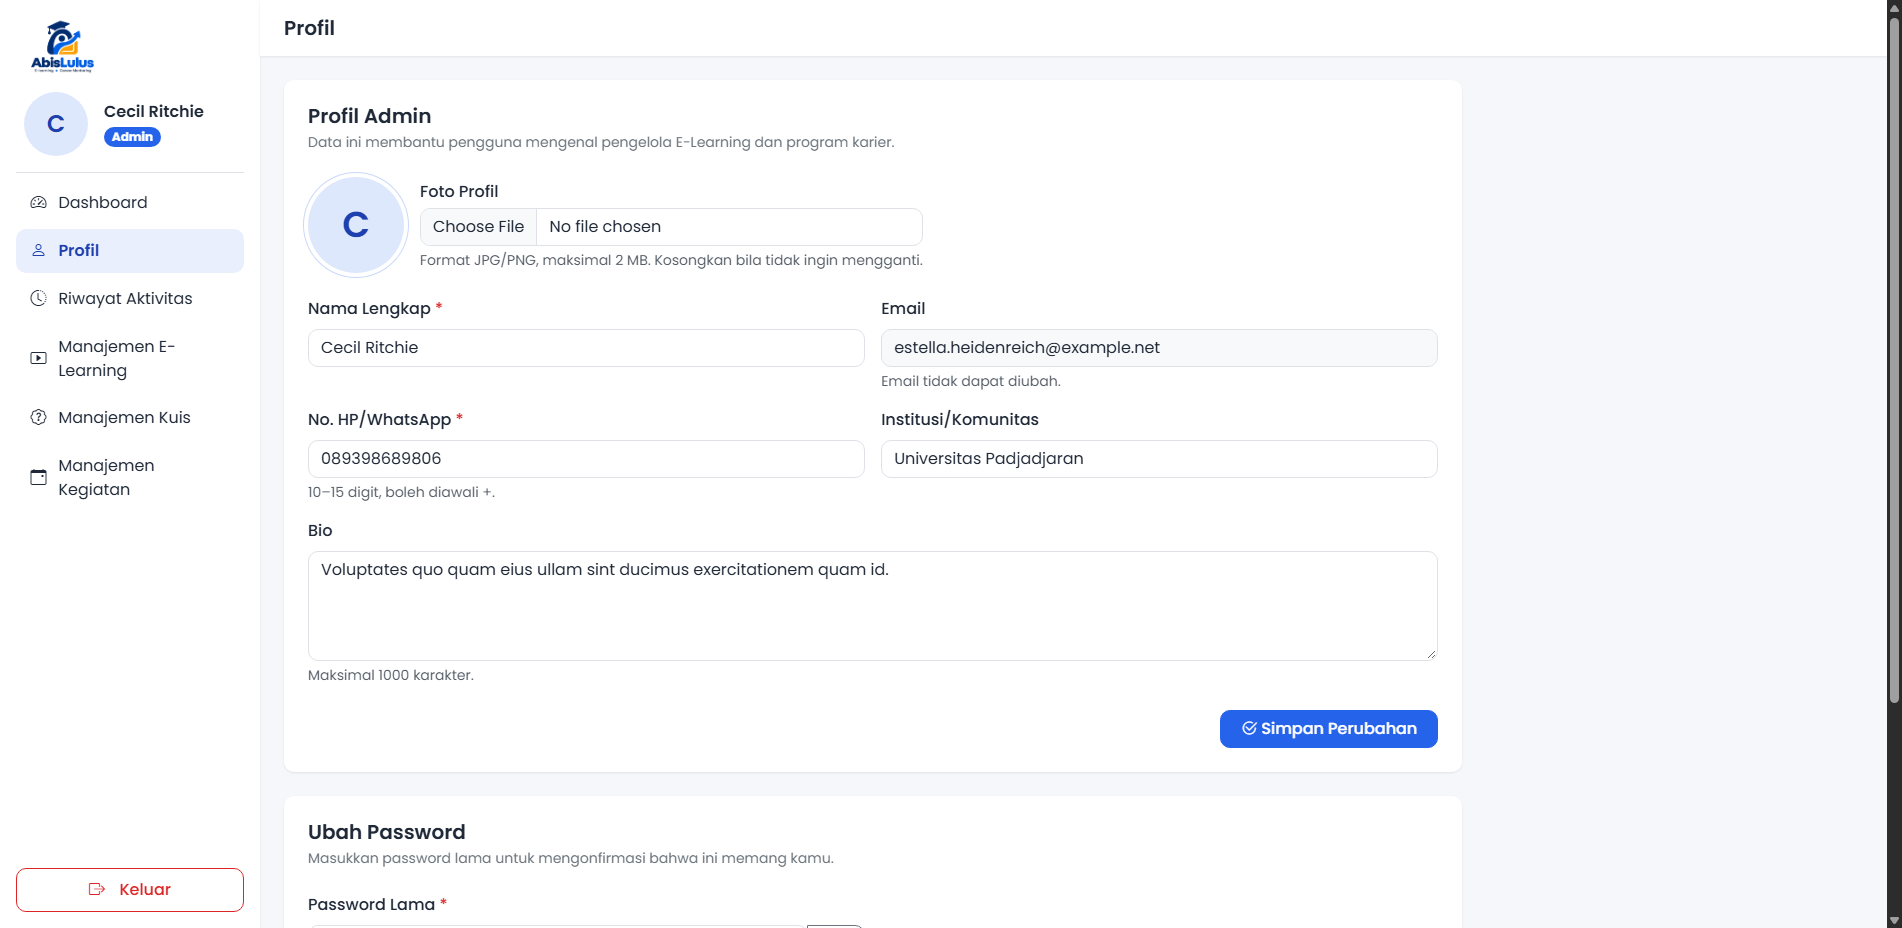 AbisLulus
C
Cecil Ritchie
Admin
Dashboard
Profil
Riwayat Aktivitas
Manajemen E-
Learning
Manajemen Kuis
Manajemen
Kegiatan
Keluar
Profil
Profil Admin
Data ini membantu pengguna mengenal pengelola E-Learning dan program karier.
C
Foto Profil
Choose File No file chosen
Format JPG/PNG, maksimal 2 MB. Kosongkan bila tidak ingin mengganti.
Nama Lengkap *
Cecil Ritchie
Email
estella.heidenreich@example.net
Email tidak dapat diubah.
No. HP/WhatsApp *
089398689806
10–15 digit, boleh diawali +.
Institusi/Komunitas
Universitas Padjadjaran
Bio
Voluptates quo quam eius ullam sint ducimus exercitationem quam id.
Maksimal 1000 karakter.
Simpan Perubahan
Ubah Password
Masukkan password lama untuk mengonfirmasi bahwa ini memang kamu.
Password Lama *